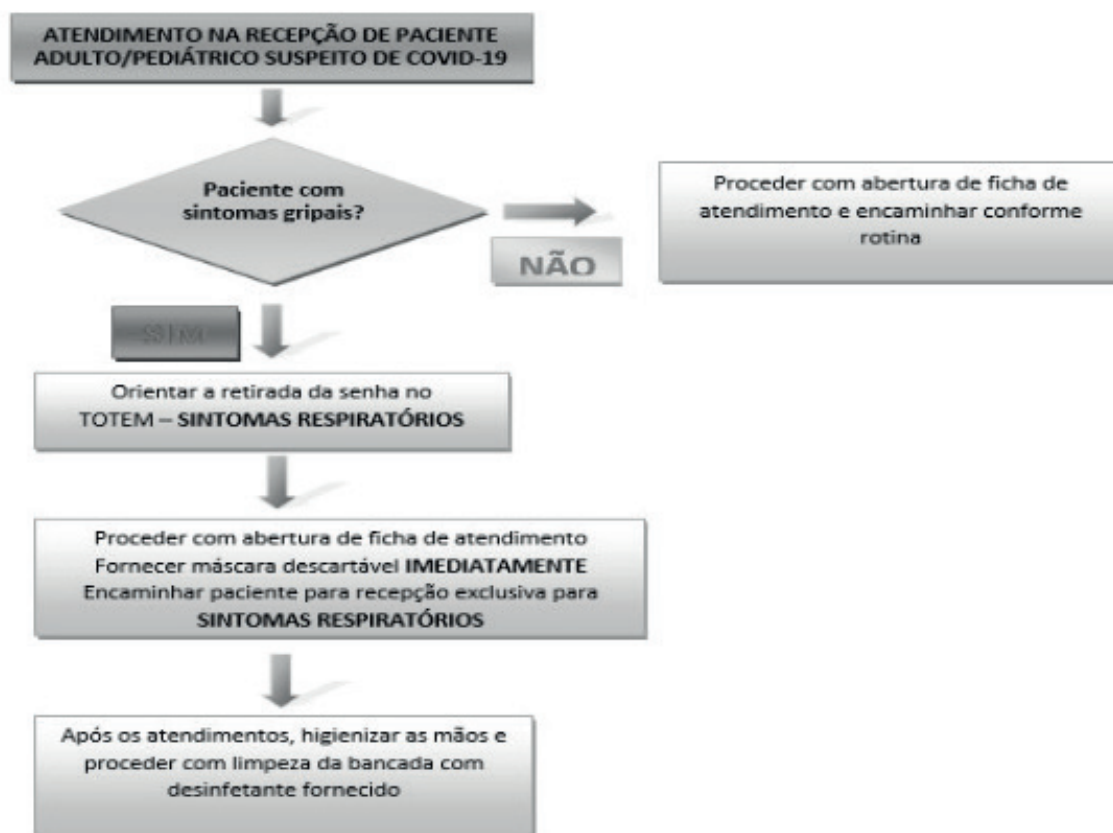 ATENDIMENTO NA RECEPÇÃO DE PACIENTE
ADULTO/PEDIÁTRICO SUSPEITO DE COVID-19
Paciente com
sintomas gripais?
NÃO
Proceder com abertura de ficha de
atendimento e encaminhar conforme
rotina
SIM
Orientar a retirada da senha no
TOTEM – SINTOMAS RESPIRATÓRIOS
Proceder com abertura de ficha de atendimento
Fornecer máscara descartável IMEDIATAMENTE
Encaminhar paciente para recepção exclusiva para
SINTOMAS RESPIRATÓRIOS
Após os atendimentos, higienizar as mãos e
proceder com limpeza da bancada com
desinfetante fornecido